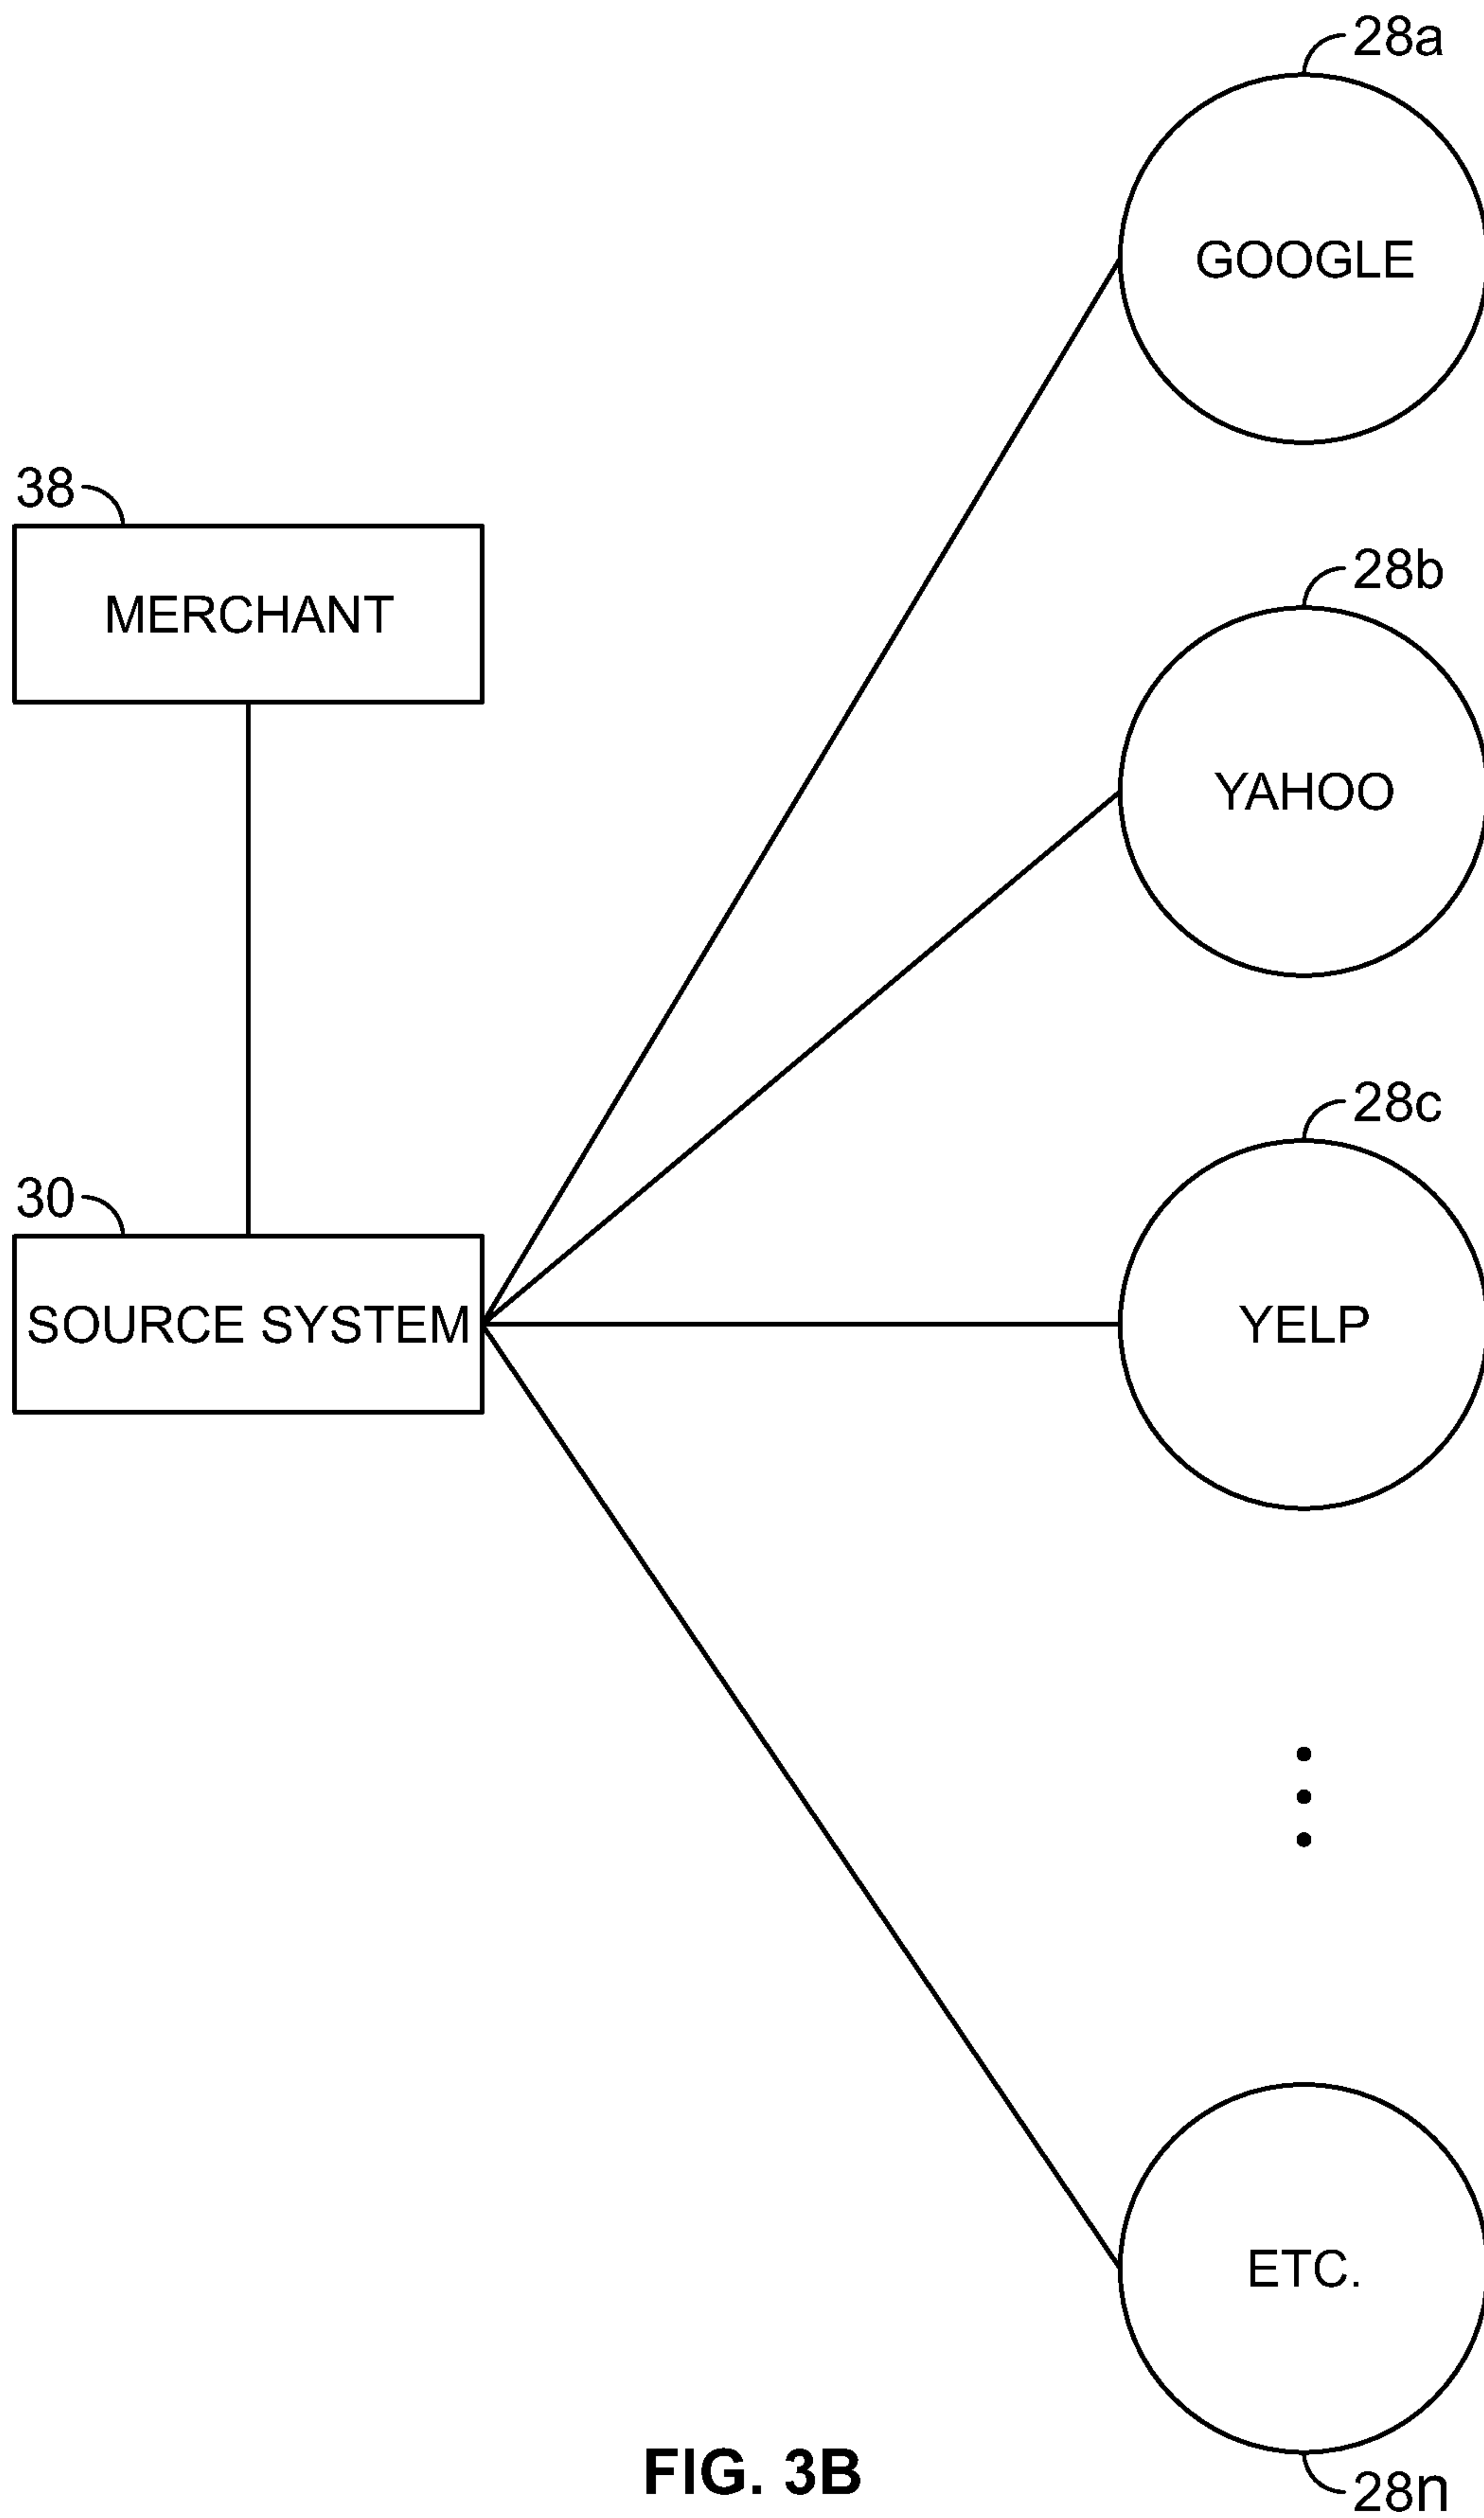 28a
GOOGLE
38
MERCHANT
28b
YAHOO
28c
30
SOURCE SYSTEM
YELP
ETC.
FIG. 3B
28n